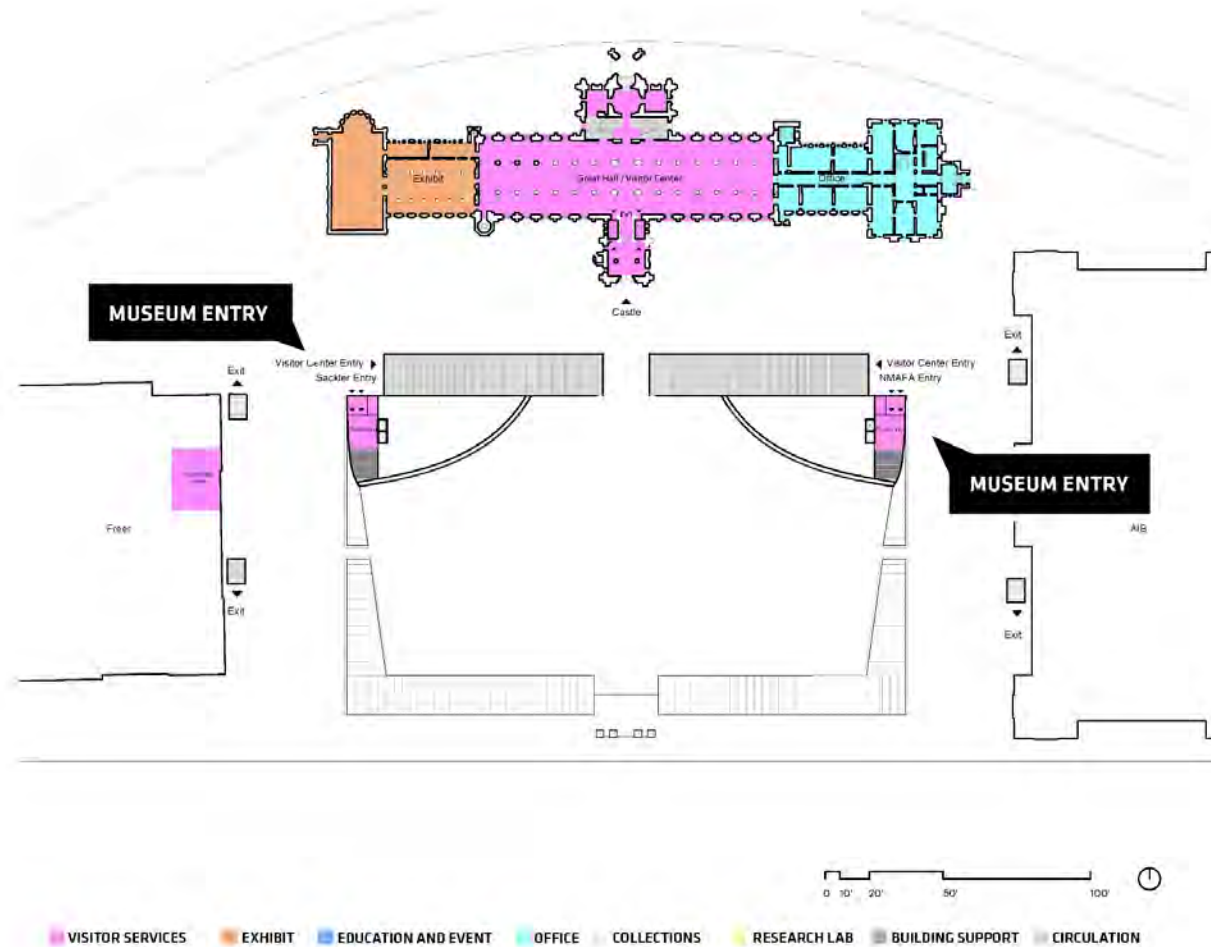 Exhibit
Great Hall / Visitor Center
Office
Castle
MUSEUM ENTRY
Visitor Center Entry
Sackler Entry
Visitor Center Entry
NMAFA Entry
Exit
Exit
MUSEUM ENTRY
Freer
AIB
Exit
Exit
0 10' 20' 50' 100'
VISITOR SERVICES EXHIBIT EDUCATION AND EVENT OFFICE COLLECTIONS RESEARCH LAB BUILDING SUPPORT CIRCULATION